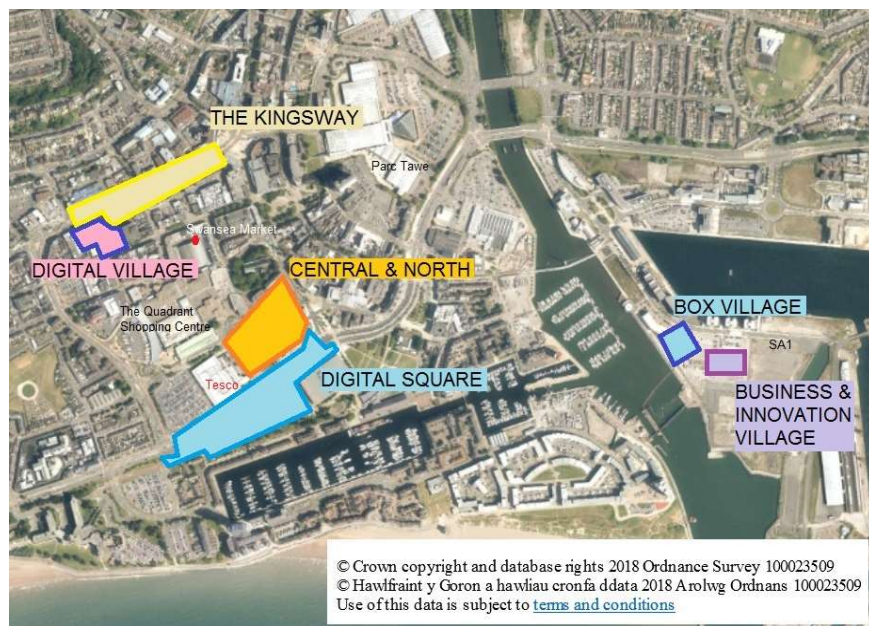 THE KINGSWAY
Parc Tawe
Swansea Market
DIGITAL VILLAGE
CENTRAL & NORTH
The Quadrant
Shopping Centre
BOX VILLAGE
SA1
Tesco
DIGITAL SQUARE
BUSINESS &
INNOVATION
VILLAGE
© Crown copyright and database rights 2018 Ordnance Survey 100023509
© Hawlfraint y Goron a hawliau cronfa ddata 2018 Arolwg Ordnans 100023509
Use of this data is subject to terms and conditions